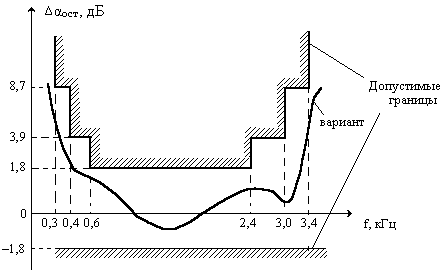 Δαост, дБ
8,7
Допустимые
границы
вариант
3,9
1,8
0
0,3 0,4 0,6 2,4 3,0 3,4 f, кГц
–1,8